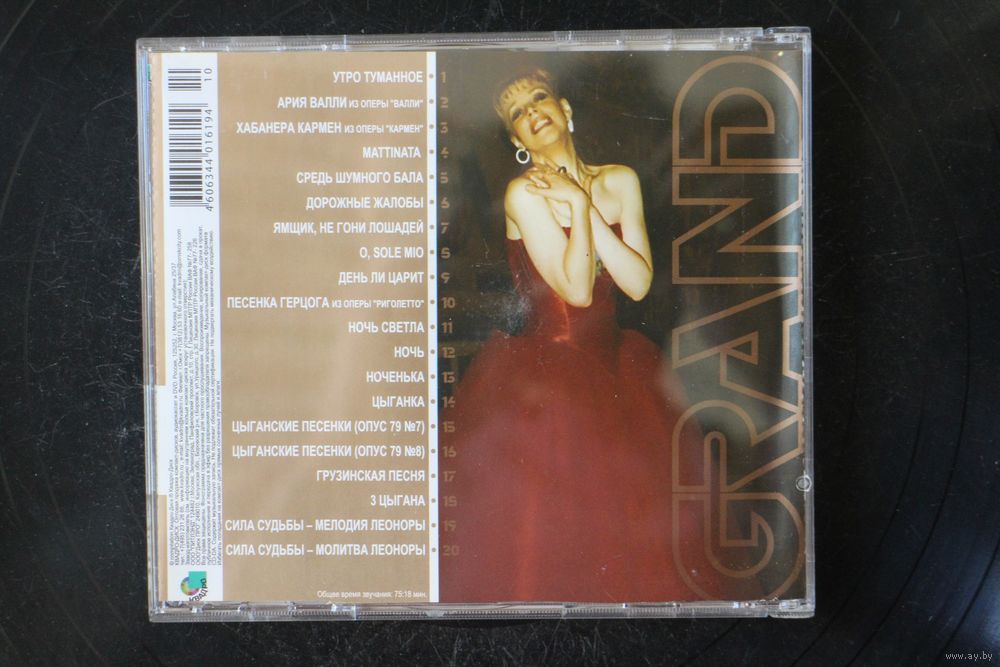 УТРО ТУМАННОЕ • 1
АРИЯ ВАЛЛИ ИЗ ОПЕРЫ "ВАЛЛИ" • 2
ХАБАНЕРА КАРМЕН ИЗ ОПЕРЫ "КАРМЕН" • 3
MATTINATA • 4
СРЕДЬ ШУМНОГО БАЛА • 5
ДОРОЖНЫЕ ЖАЛОБЫ • 6
ЯМЩИК, НЕ ГОНИ ЛОШАДЕЙ • 7
O, SOLE MIO • 8
ДЕНЬ ЛИ ЦАРИТ • 9
ПЕСЕНКА ГЕРЦОГА ИЗ ОПЕРЫ "РИГОЛЕТТО" • 10
НОЧЬ СВЕТЛА • 11
НОЧЬ • 12
НОЧЕНЬКА • 13
ЦЫГАНКА • 14
ЦЫГАНСКИЕ ПЕСЕНКИ (ОПУС 79 №7) • 15
ЦЫГАНСКИЕ ПЕСЕНКИ (ОПУС 79 №8) • 16
ГРУЗИНСКАЯ ПЕСНЯ • 17
3 ЦЫГАНА • 18
СИЛА СУДЬБЫ – МЕЛОДИЯ ЛЕОНОРЫ • 19
СИЛА СУДЬБЫ – МОЛИТВА ЛЕОНОРЫ • 20
Общее время звучания: 75:18 мин.
GRAND
4 606344 016194
10
КВАДРО
www.ay.by